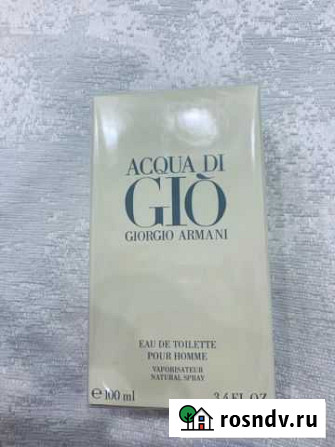 ACQUA DI
GIÒ
GIORGIO ARMANI
EAU DE TOILETTE
POUR HOMME
VAPORISATEUR
NATURAL SPRAY
℮ 100 ml 3.4 FL.OZ
rosndv.ru